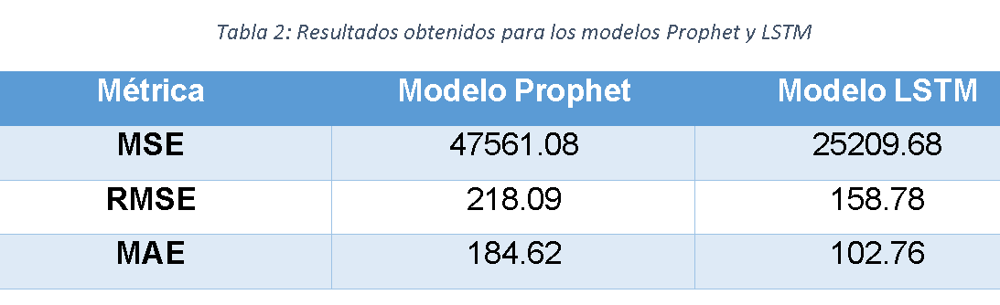 Tabla 2: Resultados obtenidos para los modelos Prophet y LSTM
Métrica Modelo Prophet Modelo LSTM
MSE 47561.08 25209.68
RMSE 218.09 158.78
MAE 184.62 102.76